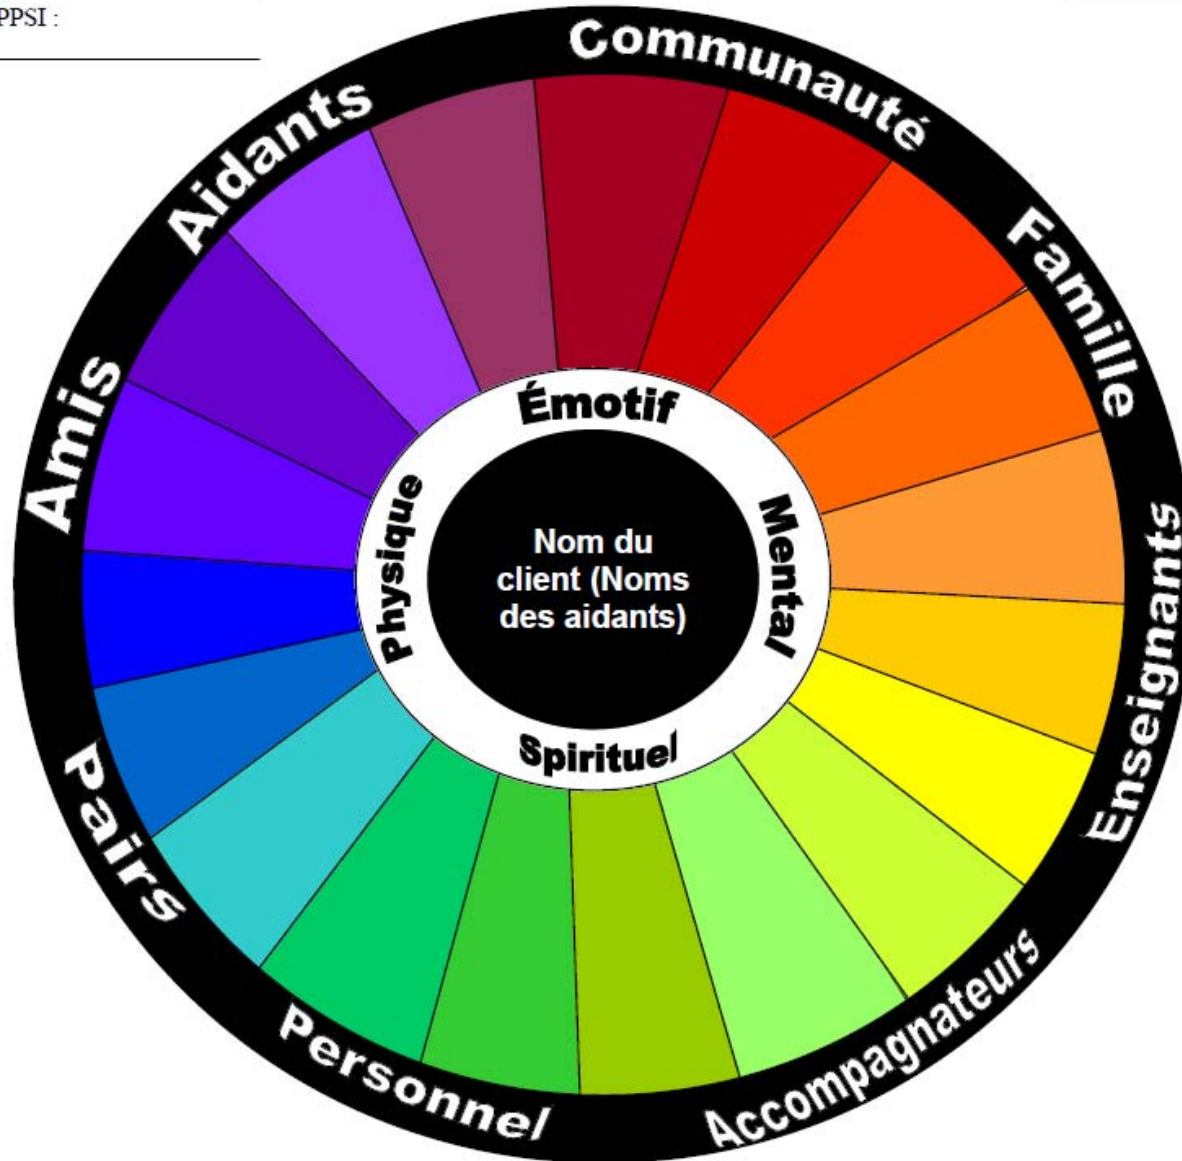 PPSI :
Communauté
Famille
Enseignants
Accompagnateurs
Personnel
Pairs
Amis
Aidants
Émotif
Mental
Spirituel
Physique
Nom du
client (Noms
des aidants)